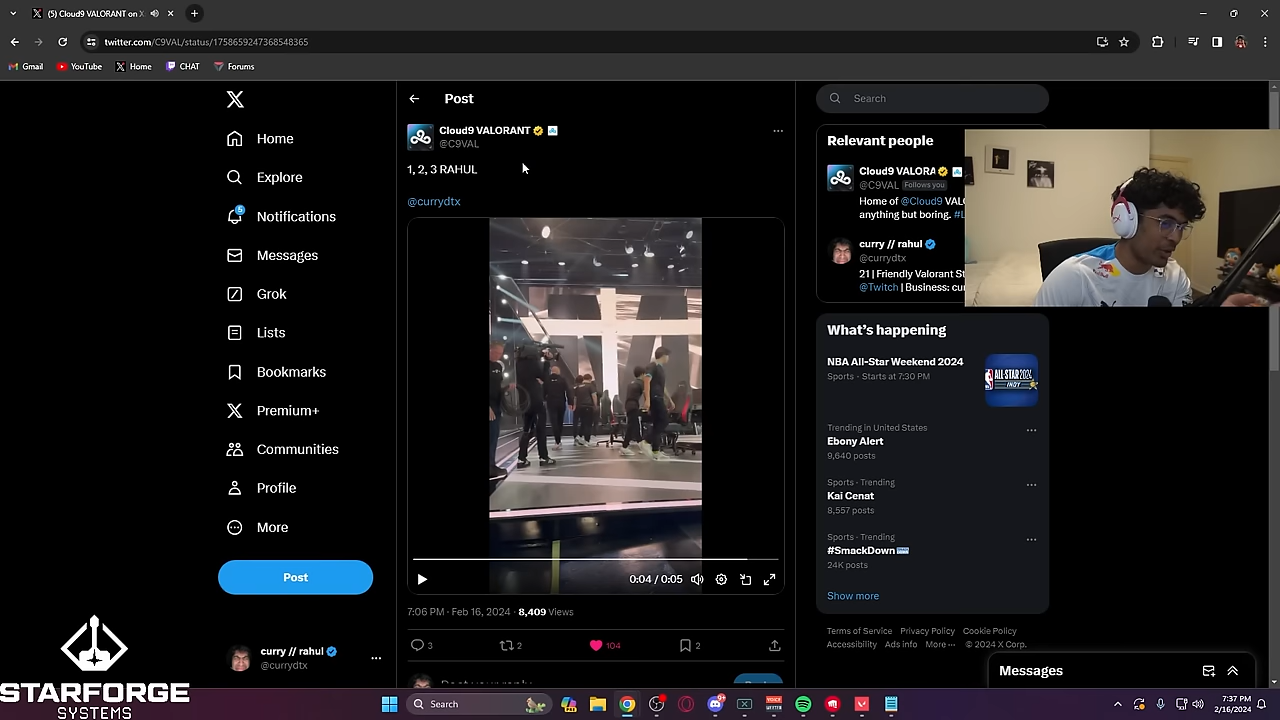 (5) Cloud9 VALORANT on X
twitter.com/C9VAL/status/1758659247368548365
Gmail
YouTube
Home
CHAT
Forums
Home
Explore
5
Notifications
Messages
Grok
Lists
Bookmarks
Premium+
Communities
Profile
More
Post
curry // rahul
@currydtx
STARFORGE
SYSTEMS
Post
Cloud9 VALORANT
@C9VAL
1, 2, 3 RAHUL
@currydtx
0:04 / 0:05
7:06 PM · Feb 16, 2024 · 8,409 Views
3
2
104
2
Search
Relevant people
Cloud9 VALORA
@C9VAL Follows you
Home of @Cloud9 VAL
anything but boring. #L
curry // rahul
@currydtx
21 | Friendly Valorant St
@Twitch | Business: cu
What's happening
NBA All-Star Weekend 2024
Sports · Starts at 7:30 PM
Trending in United States
Ebony Alert
9,640 posts
Sports · Trending
Kai Cenat
8,557 posts
Sports · Trending
#SmackDown
24K posts
Show more
Terms of Service Privacy Policy Cookie Policy
Accessibility Ads info More ··· © 2024 X Corp.
Messages
Search
7:37 PM
2/16/2024